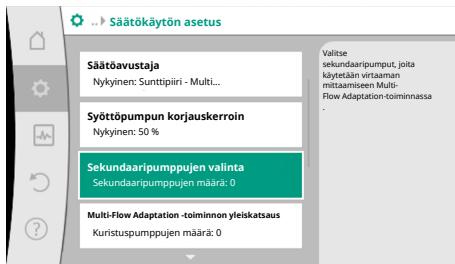 ..▸ Säätökäytön asetus
Säätöavustaja
Nykyinen: Sunttipiiri - Multi...
Syöttöpumpun korjauskerroin
Nykyinen: 50 %
Sekundaaripumppujen valinta
Sekundaaripumppujen määrä: 0
Multi-Flow Adaptation -toiminnon yleiskatsaus
Kuristuspumppujen määrä: 0
Valitse
sekundaaripumput, joita
käytetään virtaaman
mittaamiseen Multi-
Flow Adaptation-toiminnassa
.